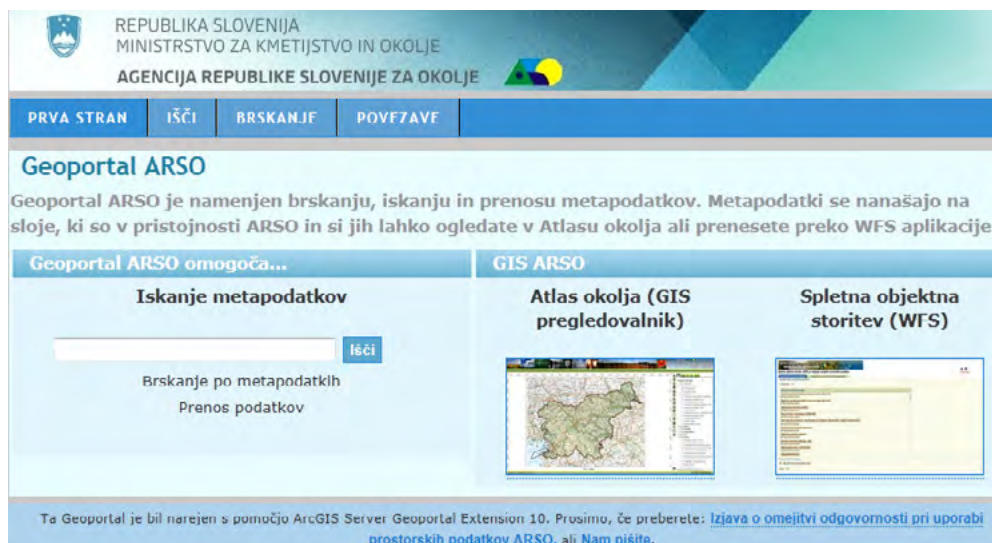 REPUBLIKA SLOVENIJA
MINISTRSTVO ZA KMETIJSTVO IN OKOLJE
AGENCIJA REPUBLIKE SLOVENIJE ZA OKOLJE
PRVA STRAN IŠČI BRSKANJE POVEZAVE
Geoportal ARSO
Geoportal ARSO je namenjen brskanju, iskanju in prenosu metapodatkov. Metapodatki se nanašajo na
sloje, ki so v pristojnosti ARSO in si jih lahko ogledate v Atlasu okolja ali prenesete preko WFS aplikacije
Geoportal ARSO omogoča...
Iskanje metapodatkov
Išči
Brskanje po metapodatkih
Prenos podatkov
GIS ARSO
Atlas okolja (GIS
pregledovalnik)
Spletna objektna
storitev (WFS)
Ta Geoportal je bil narejen s pomočjo ArcGIS Server Geoportal Extension 10. Prosimo, če preberete: Izjava o omejitvi odgovornosti pri uporabi
prostorskih podatkov ARSO, ali Nam pišite.